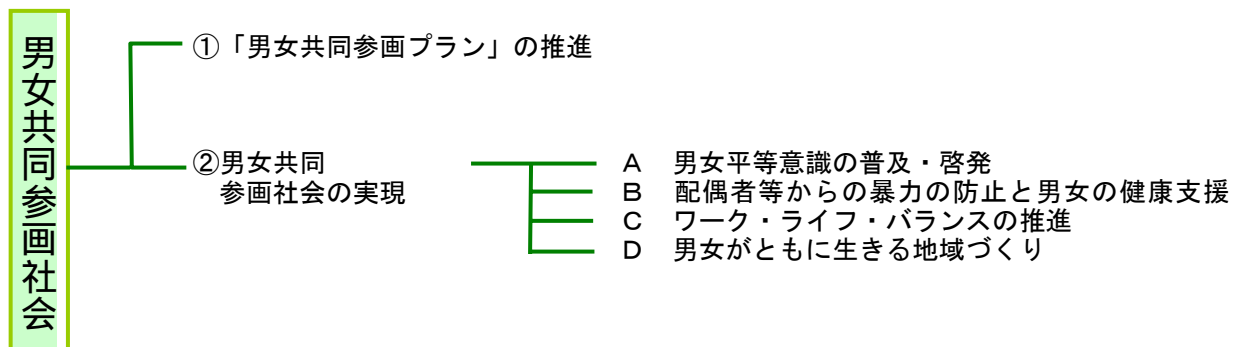 男女共同参画社会
①「男女共同参画プラン」の推進
②男女共同
参画社会の実現
A 男女平等意識の普及・啓発
B 配偶者等からの暴力の防止と男女の健康支援
C ワーク・ライフ・バランスの推進
D 男女がともに生きる地域づくり